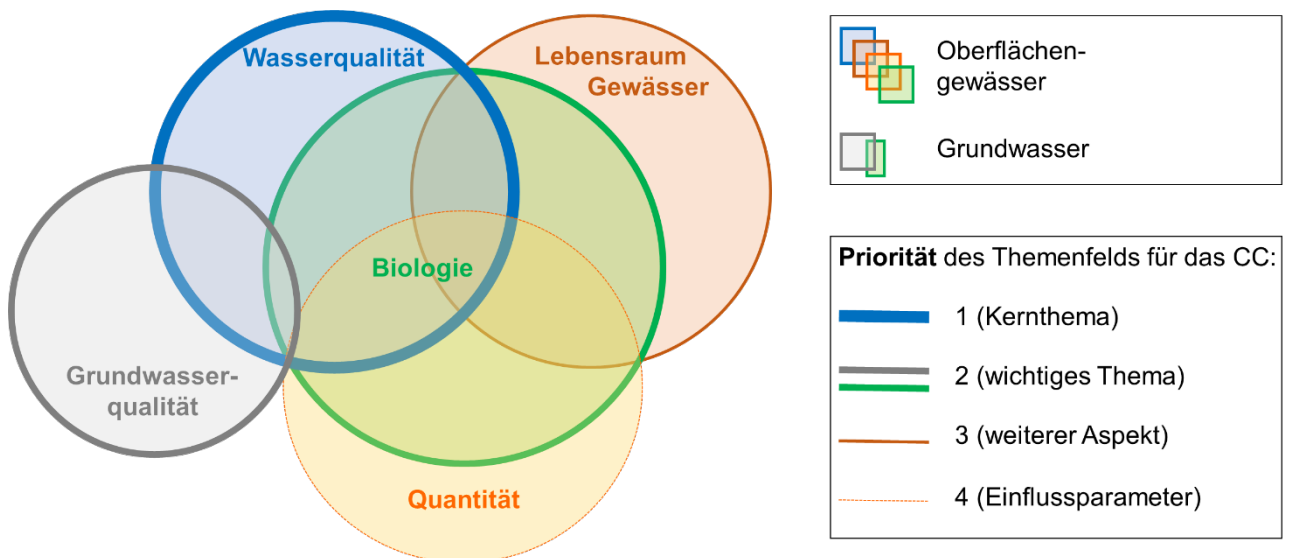 Wasserqualität
Lebensraum
Gewässer
Biologie
Grundwasser-
qualität
Quantität
Oberflächen-
gewässer
Grundwasser
Priorität des Themenfelds für das CC:
1 (Kernthema)
2 (wichtiges Thema)
3 (weiterer Aspekt)
4 (Einflussparameter)